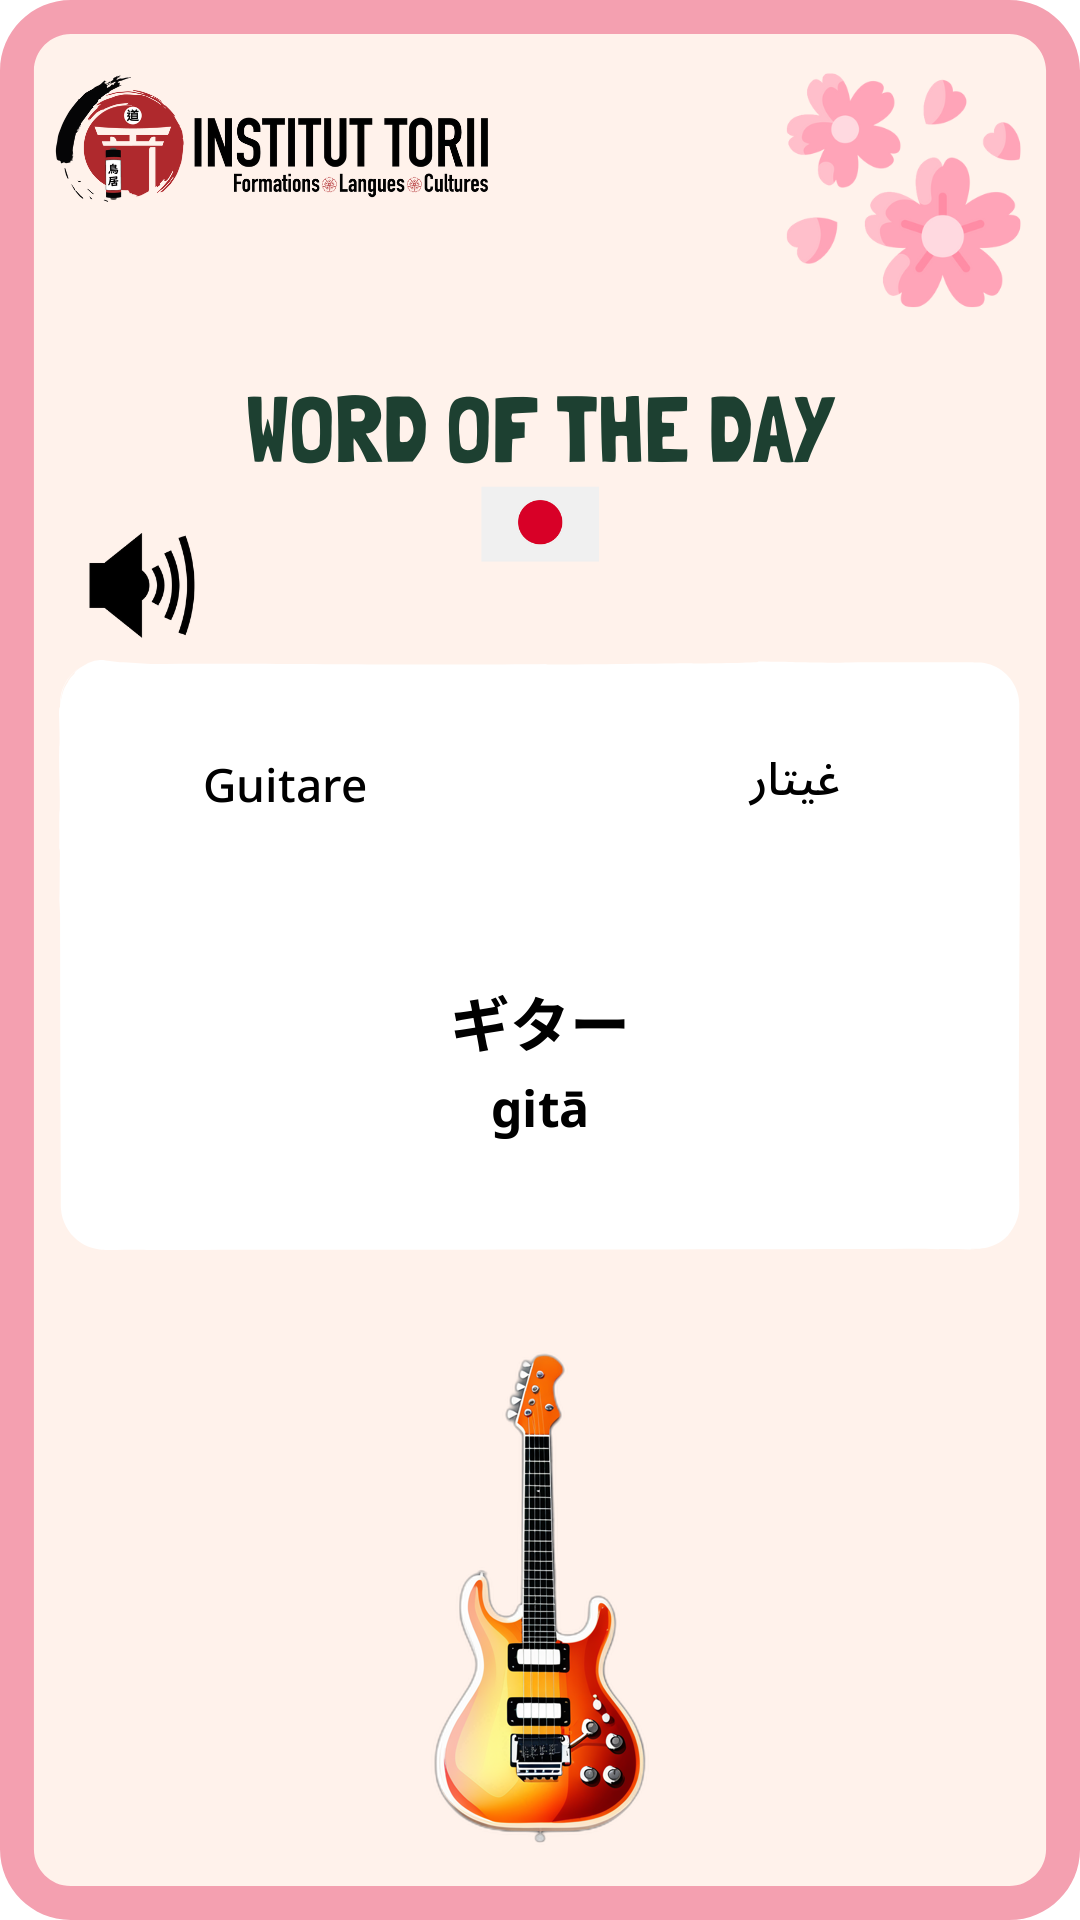 道
鳥居
INSTITUT TORII
Formations Langues Cultures
WORD OF THE DAY
Guitare
غيتار
ギター
gitā